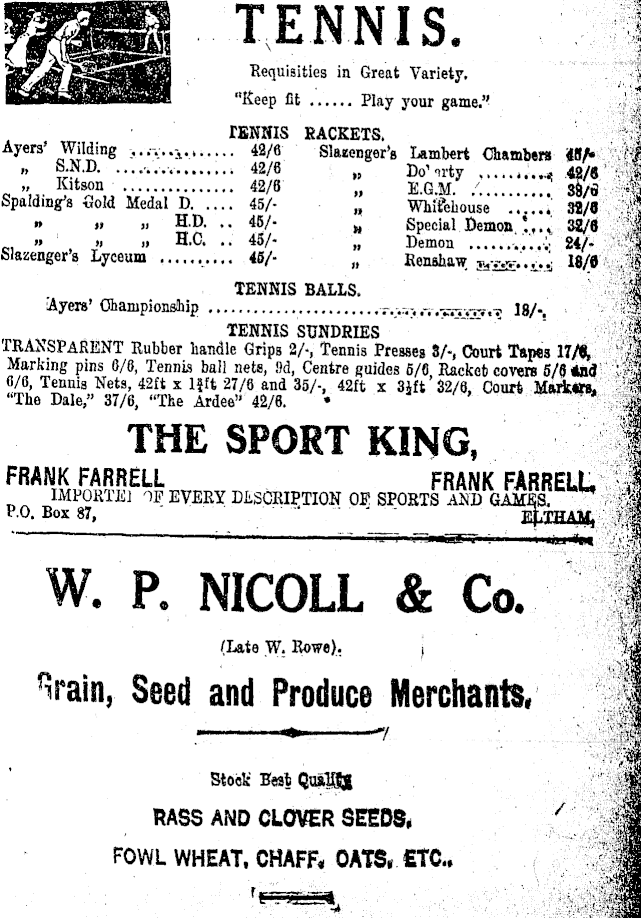 TENNIS.
Requisities in Great Variety.
"Keep fit ...... Play your game."
TENNIS RACKETS.
Ayers' Wilding ............ 42/6
„ S.N.D. .............. 42/6
„ Kitson .............. 42/6
Spalding's Gold Medal D. .... 45/-
„ „ „ H.D. .. 45/-
„ „ „ H.C. .. 45/-
Slazenger's Lyceum .......... 45/-
Slazenger's Lambert Chambers 45/-
„ Do' erty .......... 42/6
„ E.G.M. ............ 38/6
„ Whitehouse ...... 32/6
„ Special Demon .... 32/6
„ Demon ............ 24/-
„ Renshaw ............ 18/6
TENNIS BALLS.
Ayers' Championship ........................................ 18/-.
TENNIS SUNDRIES
TRANSPARENT Rubber handle Grips 2/-, Tennis Presses 3/-, Court Tapes 17/6,
Marking pins 6/6, Tennis ball nets, 9d, Centre guides 5/6, Racket covers 5/6 and
6/6, Tennis Nets, 42ft x 27/6 and 35/-, 42ft x 3½ft 32/6, Court Markers,
"The Dale," 37/6, "The Ardee" 42/6.
THE SPORT KING,
FRANK FARRELL FRANK FARRELL.
IMPORTE OF EVERY DESCRIPTION OF SPORTS AND GAMES.
P.O. Box 87, ELTHAM,
W. P. NICOLL & Co.
(Late W. Rowe).
Grain, Seed and Produce Merchants.
Stock Best Quality
RASS AND CLOVER SEEDS,
FOWL WHEAT, CHAFF, OATS, ETC..